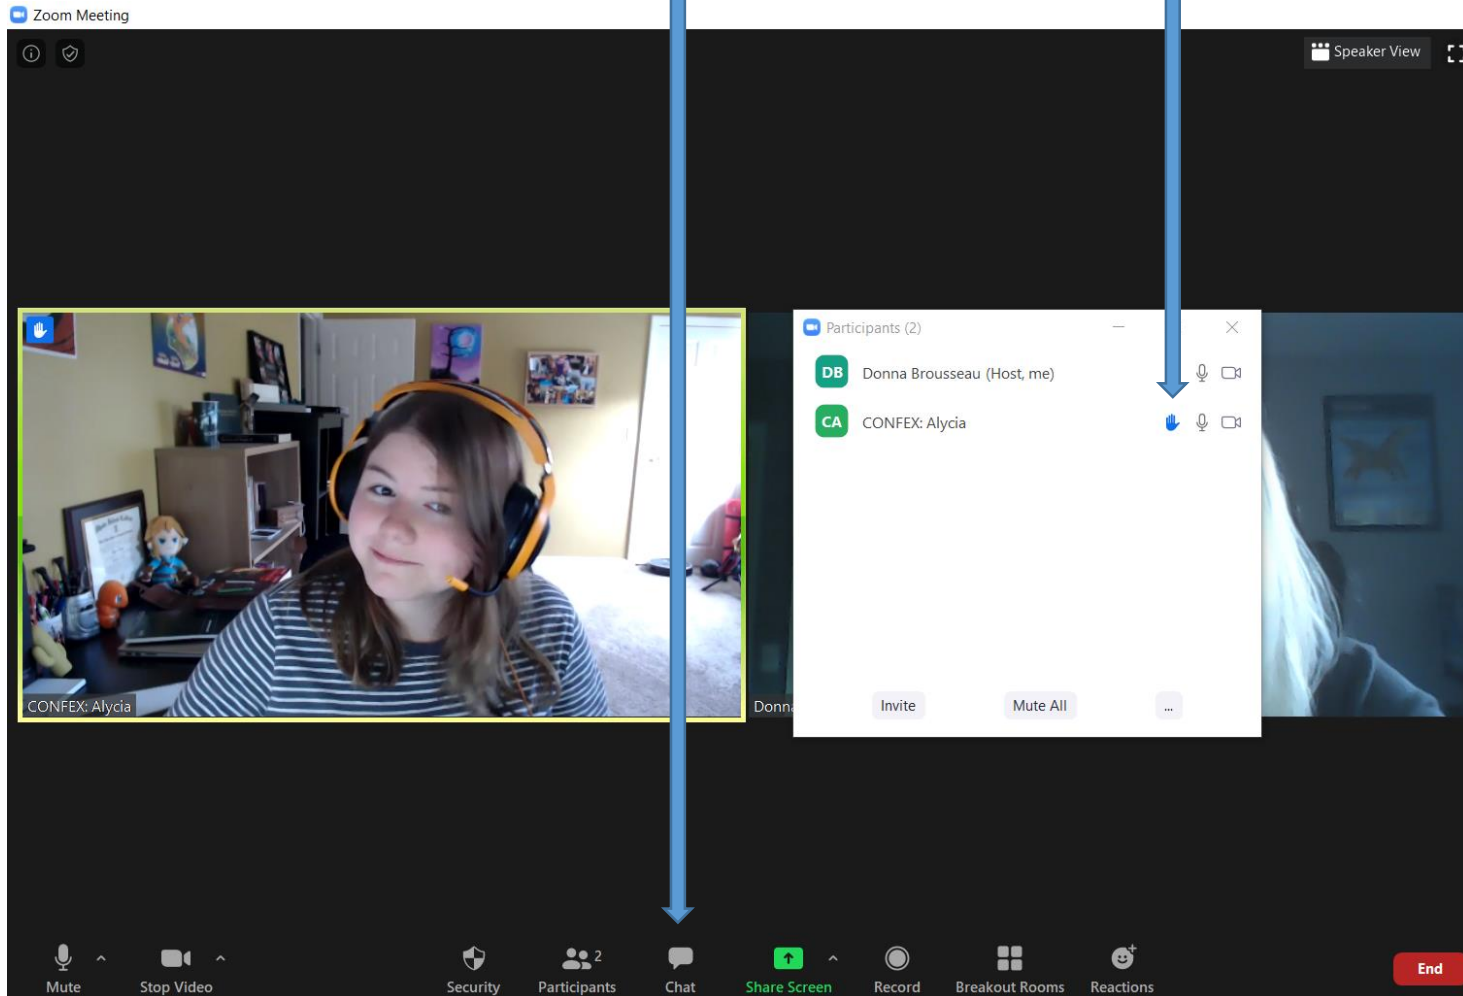 Zoom Meeting
Speaker View
Participants (2)
DB Donna Brousseau (Host, me)
CA CONFEX: Alycia
CONFEX: Alycia
Donna
Invite Mute All ...
2
Mute Stop Video Security Participants Chat Share Screen Record Breakout Rooms Reactions End